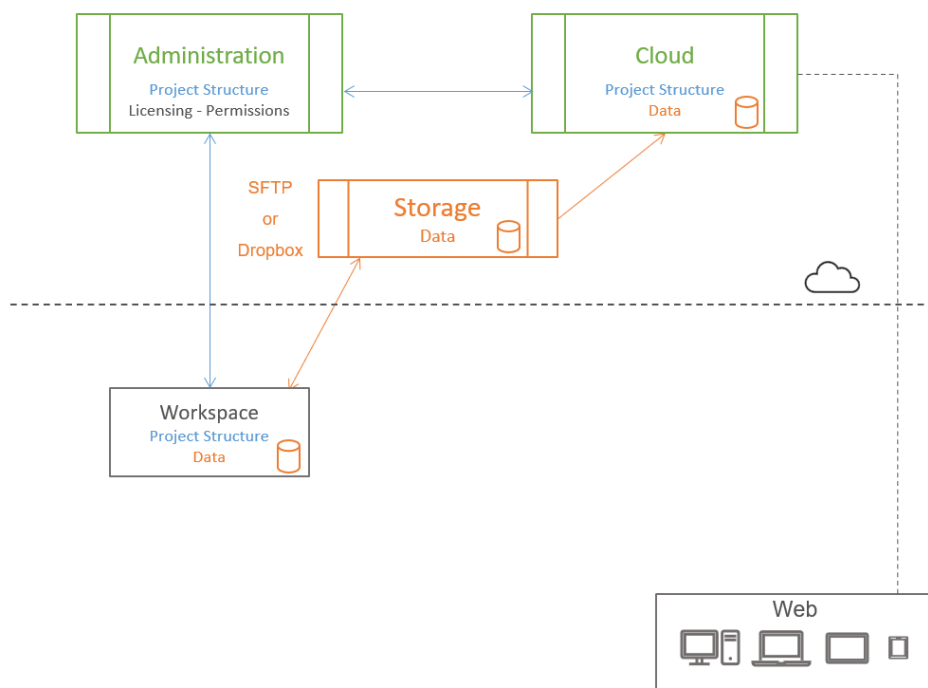 Administration
Project Structure
Licensing - Permissions
Cloud
Project Structure
Data
SFTP
or
Dropbox
Storage
Data
Workspace
Project Structure
Data
Web